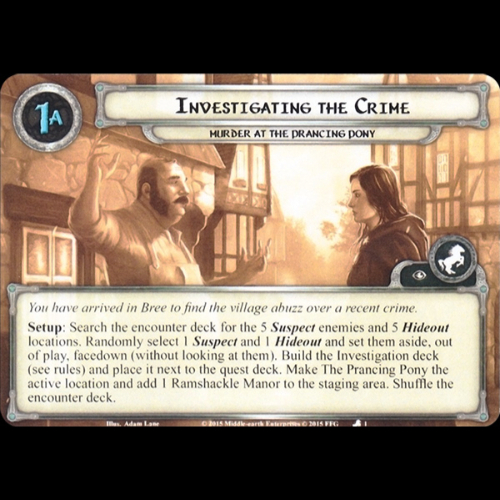 1A
INVESTIGATING THE CRIME
MURDER AT THE PRANCING PONY
You have arrived in Bree to find the village abuzz over a recent crime.
Setup: Search the encounter deck for the 5 Suspect enemies and 5 Hideout
locations. Randomly select 1 Suspect and 1 Hideout and set them aside, out
of play, facedown (without looking at them). Build the Investigation deck
(see rules) and place it next to the quest deck. Make The Prancing Pony the
active location and add 1 Ramshackle Manor to the staging area. Shuffle the
encounter deck.
Illus. Adam Lane © 2015 Middle-earth Enterprises © 2015 FFG 1